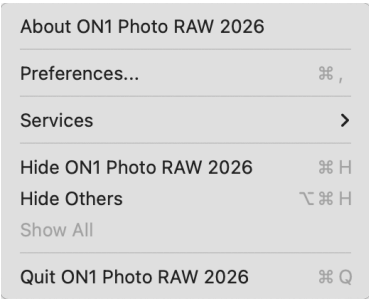 About ON1 Photo RAW 2026
Preferences... ⌘ ,
Services
Hide ON1 Photo RAW 2026 ⌘ H
Hide Others ⌥ ⌘ H
Show All
Quit ON1 Photo RAW 2026 ⌘ Q